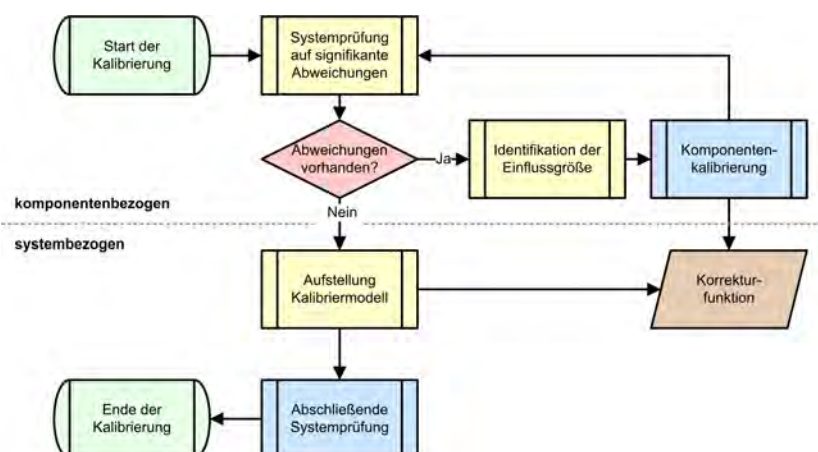 Start der
Kalibrierung
Systemprüfung
auf signifikante
Abweichungen
Abweichungen
vorhanden?
Ja
Identifikation der
Einflussgröße
Komponenten-
kalibrierung
komponentenbezogen
Nein
systembezogen
Aufstellung
Kalibriermodell
Korrektur-
funktion
Ende der
Kalibrierung
Abschließende
Systemprüfung